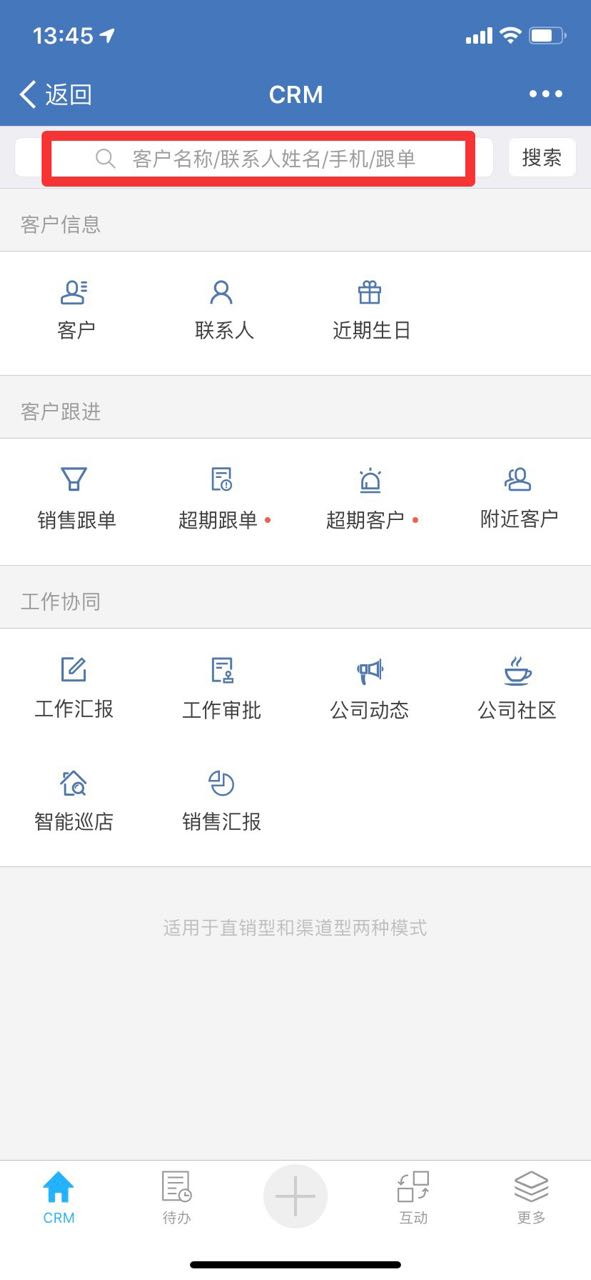 13:45
返回
CRM
客户名称/联系人姓名/手机/跟单
搜索
客户信息
客户 联系人 近期生日
客户跟进
销售跟单 超期跟单 超期客户 附近客户
工作协同
工作汇报 工作审批 公司动态 公司社区
智能巡店 销售汇报
适用于直销型和渠道型两种模式
CRM 待办 互动 更多